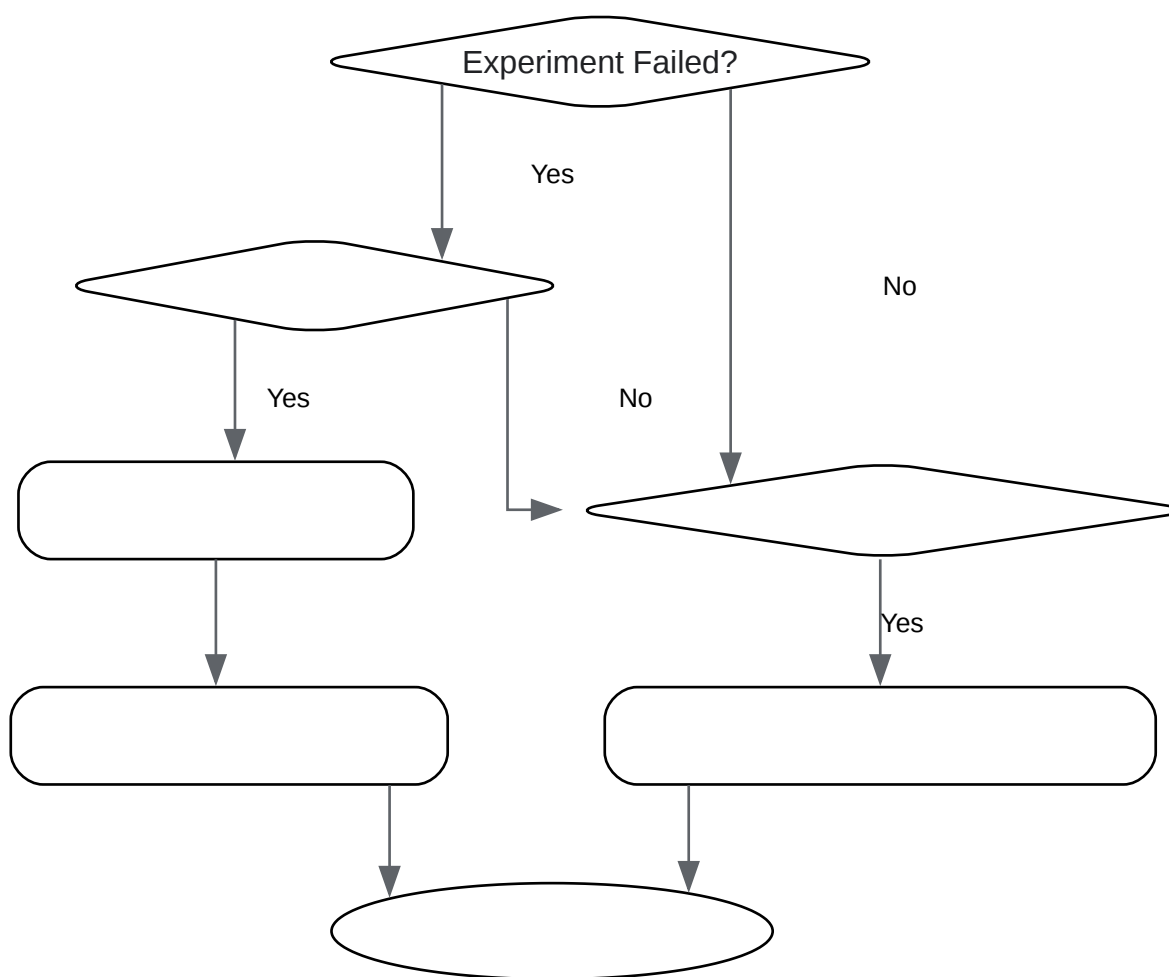 Experiment Failed?
Yes
No
Yes
No
Yes